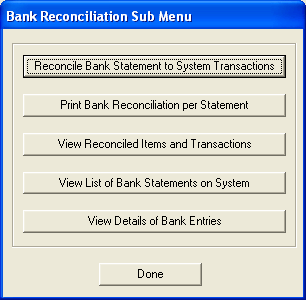 Bank Reconciliation Sub Menu
Reconcile Bank Statement to System Transactions
Print Bank Reconciliation per Statement
View Reconciled Items and Transactions
View List of Bank Statements on System
View Details of Bank Entries
Done